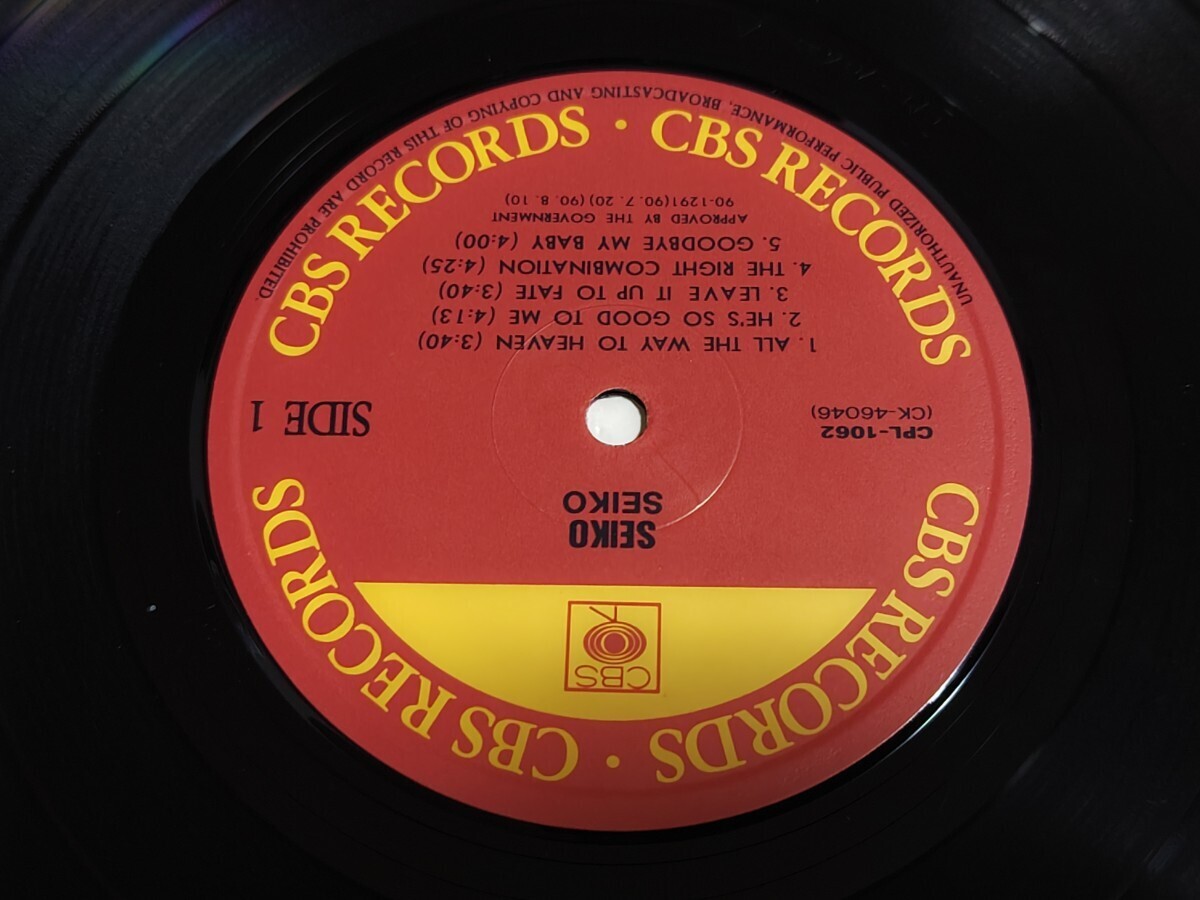 CBS
CBS RECORDS · CBS RECORDS
SEIKO
SEIKO
CPL-1062
(CK-46046)
SIDE 1
1. ALL THE WAY TO HEAVEN (3:40)
2. HE'S SO GOOD TO ME (4:13)
3. LEAVE IT UP TO FATE (3:40)
4. THE RIGHT COMBINATION (4:25)
5. GOODBYE MY BABY (4:00)
APPROVED BY THE GOVERNMENT
90-1291(90. 7. 20) (90. 8. 10)
CBS RECORDS · CBS RECORDS
UNAUTHORIZED PUBLIC PERFORMANCE, BROADCASTING AND COPYING OF THIS RECORD ARE PROHIBITED.